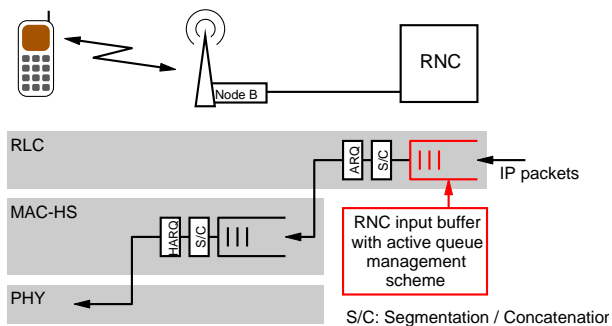 RNC
Node B
RLC
ARQ
S/C
IP packets
MAC-HS
HARQ
S/C
RNC input buffer
with active queue
management
scheme
PHY
S/C: Segmentation / Concatenation